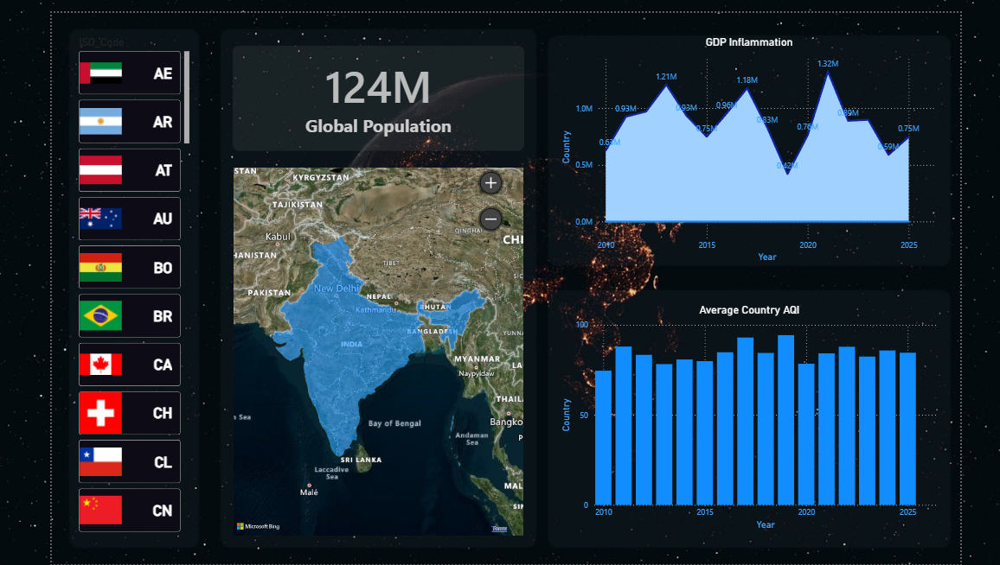 ISO_Code
AE
AR
AT
AU
BO
BR
CA
CH
CL
CN
124M
Global Population
STAN
KYRGYZSTAN
TAJIKISTAN
Kabul
QINGHAI
CHI
HANISTAN
TIBET
SIC
New Delhi
PAKISTAN
NEPAL
Kathmandu
BHUTAN
BANGLADESH
YUNNA
INDIA
MYANMAR
LA
Naypyidaw
THAIL
n Sea
Bay of Bengal
Bangko
Andaman
Sea
P
SRI LANKA
Laccadive
Sea
MAL
Malé
SIN
Microsoft Bing
Terms
GDP Inflammation
1.32M
1.21M
1.18M
1.0M
0.93M
0.93M
0.96M
0.89M
0.83M
0.75M
0.76M
0.75M
0.63M
0.59M
0.5M
0.42M
0.0M
Country
2010
2015
2020
2025
Year
Average Country AQI
100
50
0
Country
2010
2015
2020
2025
Year